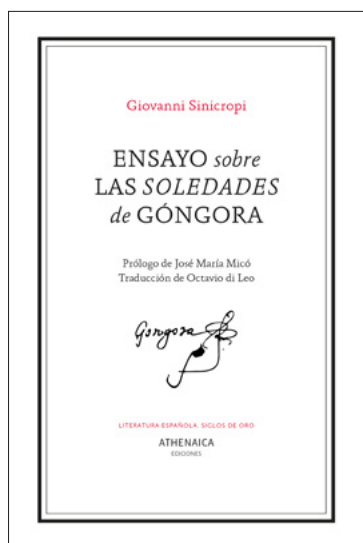 Giovanni Sinicropi
ENSAYO sobre
LAS SOLEDADES
de GÓNGORA
Prólogo de José María Micó
Traducción de Octavio di Leo
Gongora
LITERATURA ESPAÑOLA. SIGLOS DE ORO
ATHENAICA
EDICIONES